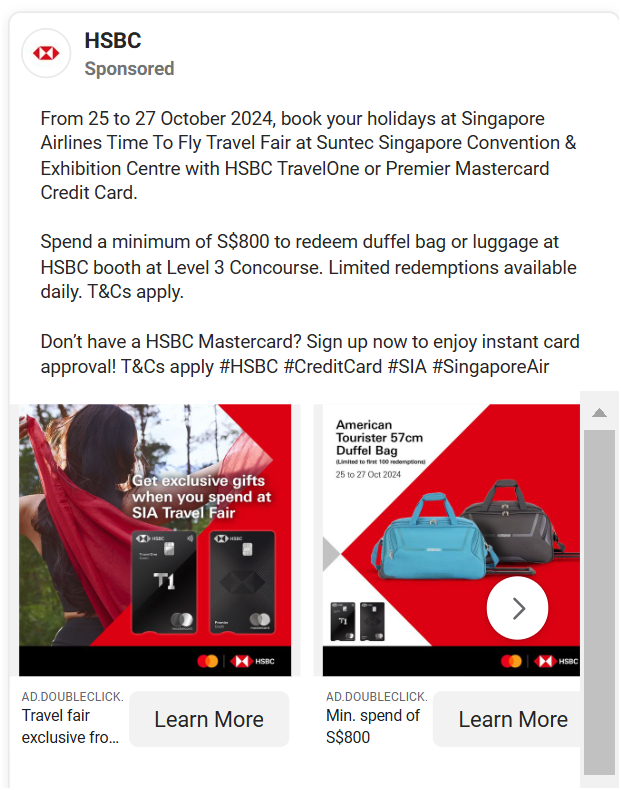 HSBC
Sponsored
From 25 to 27 October 2024, book your holidays at Singapore
Airlines Time To Fly Travel Fair at Suntec Singapore Convention &
Exhibition Centre with HSBC TravelOne or Premier Mastercard
Credit Card.
Spend a minimum of S$800 to redeem duffel bag or luggage at
HSBC booth at Level 3 Concourse. Limited redemptions available
daily. T&Cs apply.
Don’t have a HSBC Mastercard? Sign up now to enjoy instant card
approval! T&Cs apply #HSBC #CreditCard #SIA #SingaporeAir
Get exclusive gifts
when you spend at
SIA Travel Fair
HSBC
TravelOne
T1
HSBC
Premier
HSBC
AD.DOUBLECLICK.
Travel fair
exclusive fro...
Learn More
American
Tourister 57cm
Duffel Bag
(Limited to first 100 redemptions)
25 to 27 Oct 2024
T1
HSBC
AD.DOUBLECLICK.
Min. spend of
S$800
Learn More